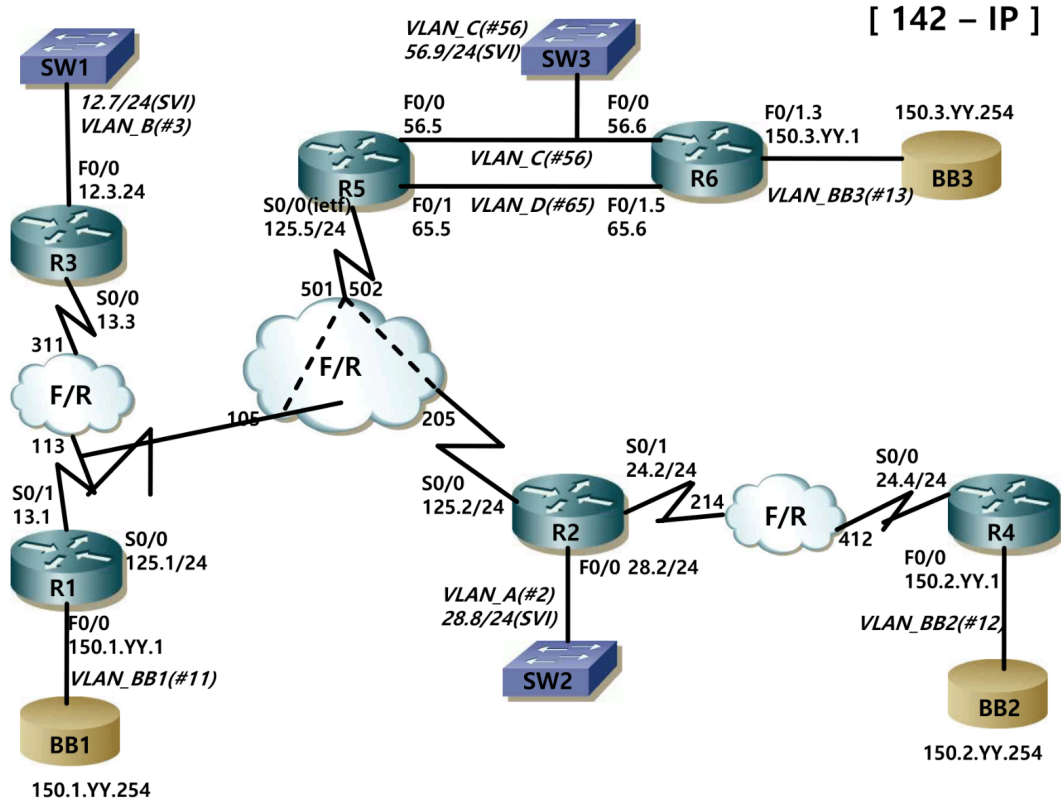 [ 142 – IP ]
SW1
12.7/24(SVI)
VLAN_B(#3)
F0/0
12.3.24
R3
S0/0
13.3
311
F/R
113
S0/1
13.1
S0/0
125.1/24
R1
F0/0
150.1.YY.1
VLAN_BB1(#11)
BB1
150.1.YY.254
VLAN_C(#56)
56.9/24(SVI)
SW3
F0/0
56.5
F0/0
56.6
VLAN_C(#56)
R5
R6
S0/0(ietf)
125.5/24
F0/1
65.5
VLAN_D(#65)
F0/1.5
65.6
F0/1.3
150.3.YY.1
VLAN_BB3(#13)
150.3.YY.254
BB3
501
502
F/R
105
205
S0/0
125.2/24
R2
S0/1
24.2/24
214
F/R
412
S0/0
24.4/24
R4
F0/0
150.2.YY.1
VLAN_BB2(#12)
BB2
150.2.YY.254
F0/0 28.2/24
VLAN_A(#2)
28.8/24(SVI)
SW2